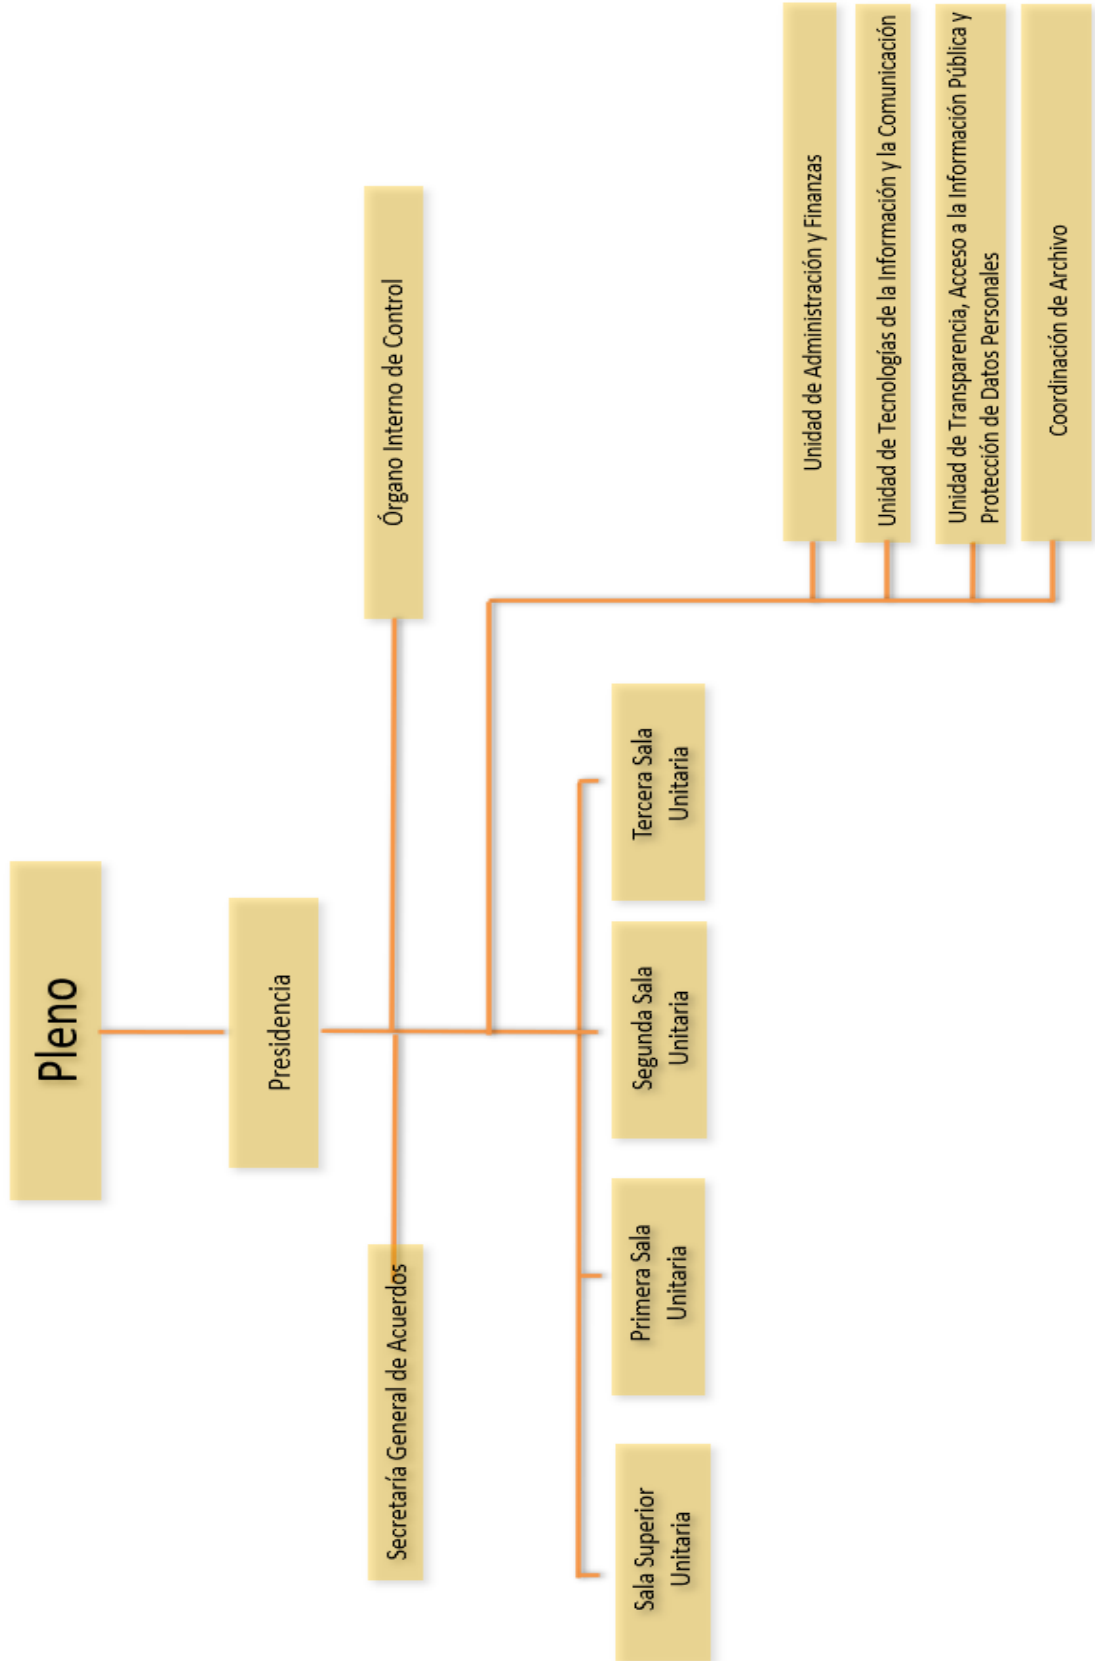 Pleno
Presidencia
Secretaría General de Acuerdos
Órgano Interno de Control
Sala Superior
Unitaria
Primera Sala
Unitaria
Segunda Sala
Unitaria
Tercera Sala
Unitaria
Unidad de Administración y Finanzas
Unidad de Tecnologías de la Información y la Comunicación
Unidad de Transparencia, Acceso a la Información Pública y
Protección de Datos Personales
Coordinación de Archivo